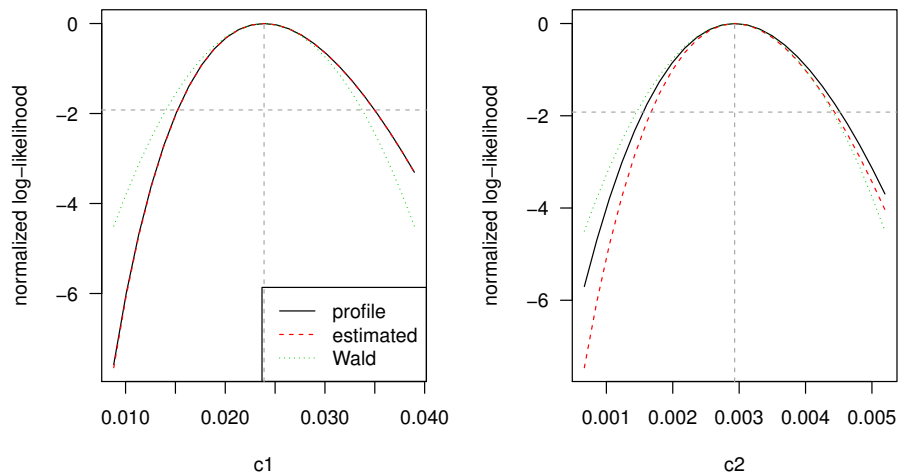 normalized log−likelihood
0
−2
−4
−6
0.010
0.020
0.030
0.040
c1
profile
estimated
Wald
normalized log−likelihood
0
−2
−4
−6
0.001
0.002
0.003
0.004
0.005
c2